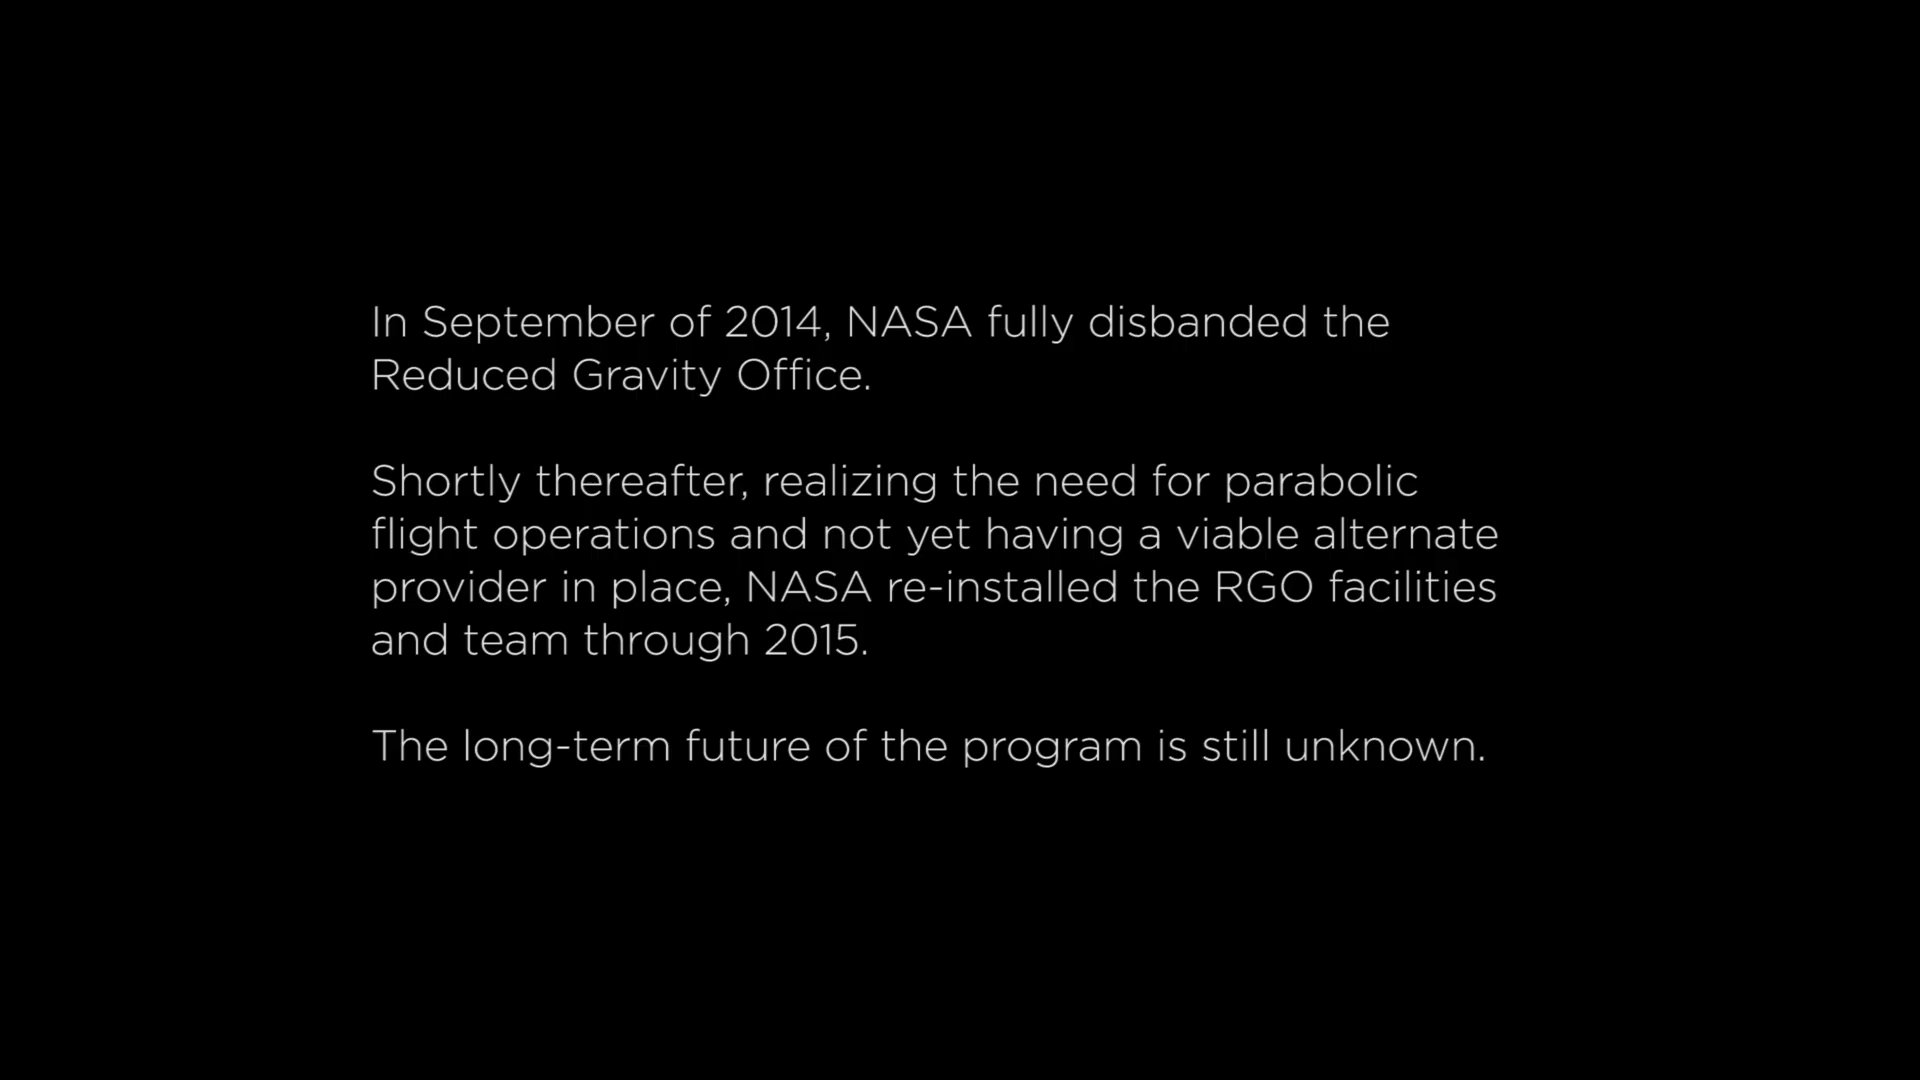 In September of 2014, NASA fully disbanded the
Reduced Gravity Office.
Shortly thereafter, realizing the need for parabolic
flight operations and not yet having a viable alternate
provider in place, NASA re-installed the RGO facilities
and team through 2015.
The long-term future of the program is still unknown.